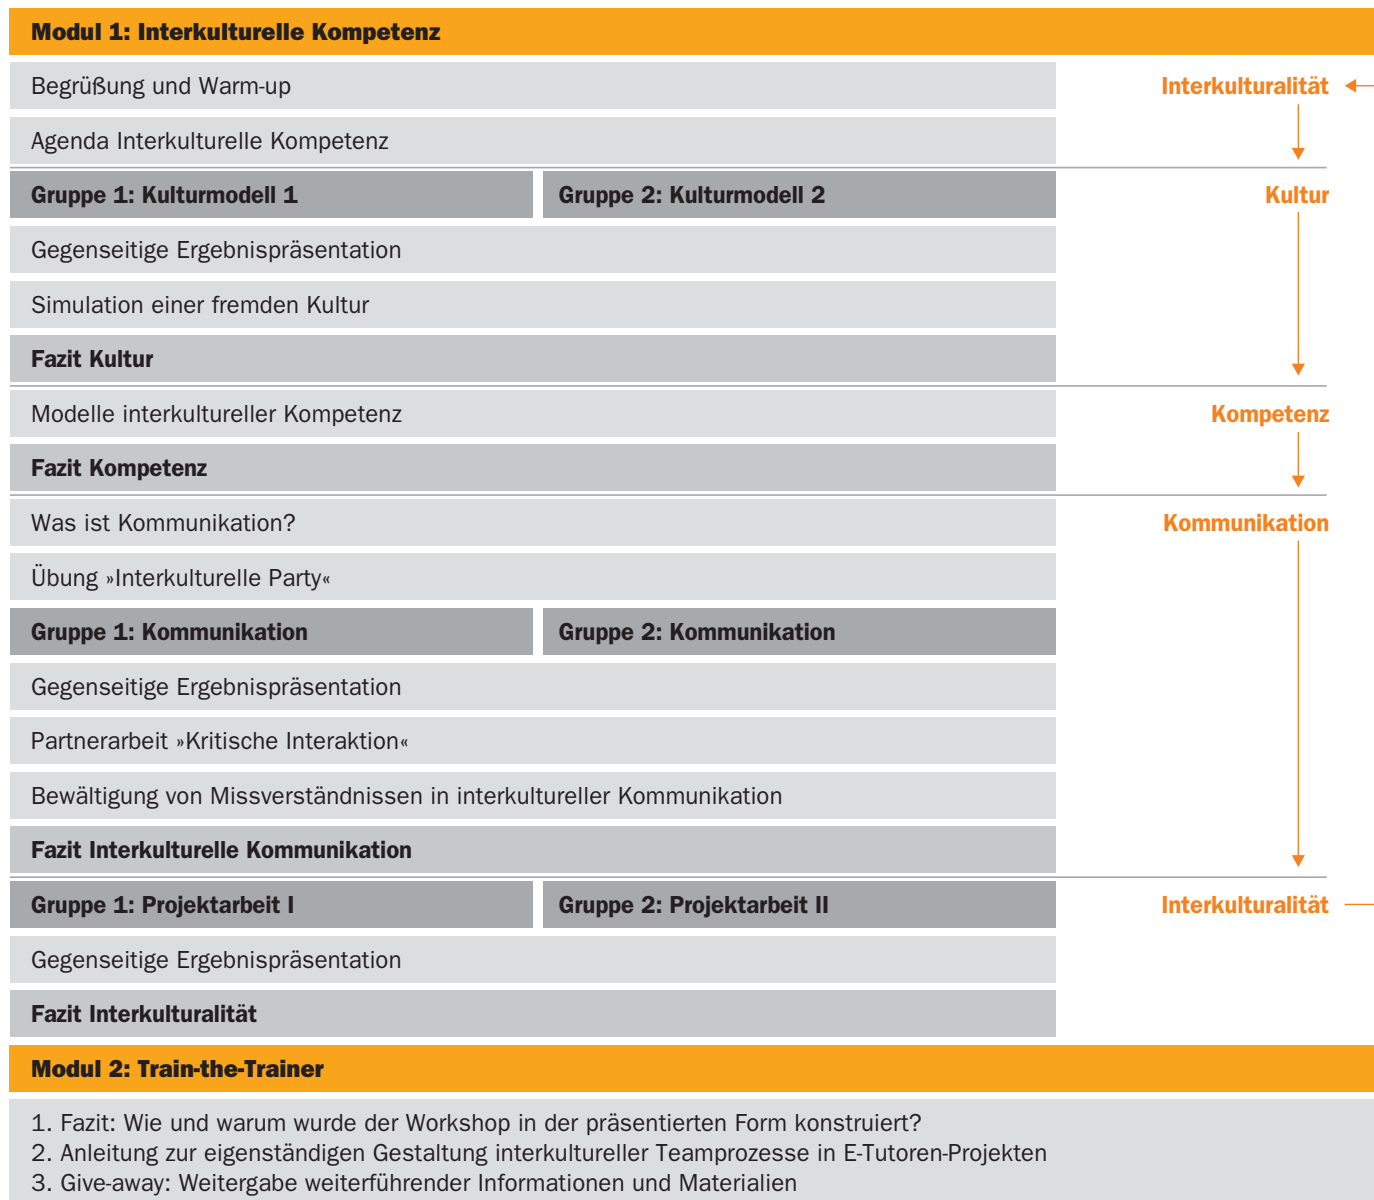 Modul 1: Interkulturelle Kompetenz
Begrüßung und Warm-up
Interkulturalität
Agenda Interkulturelle Kompetenz
Gruppe 1: Kulturmodell 1
Gruppe 2: Kulturmodell 2
Kultur
Gegenseitige Ergebnispräsentation
Simulation einer fremden Kultur
Fazit Kultur
Modelle interkultureller Kompetenz
Kompetenz
Fazit Kompetenz
Was ist Kommunikation?
Kommunikation
Übung »Interkulturelle Party«
Gruppe 1: Kommunikation
Gruppe 2: Kommunikation
Gegenseitige Ergebnispräsentation
Partnerarbeit »Kritische Interaktion«
Bewältigung von Missverständnissen in interkultureller Kommunikation
Fazit Interkulturelle Kommunikation
Gruppe 1: Projektarbeit I
Gruppe 2: Projektarbeit II
Interkulturalität
Gegenseitige Ergebnispräsentation
Fazit Interkulturalität
Modul 2: Train-the-Trainer
1. Fazit: Wie und warum wurde der Workshop in der präsentierten Form konstruiert?
2. Anleitung zur eigenständigen Gestaltung interkultureller Teamprozesse in E-Tutoren-Projekten
3. Give-away: Weitergabe weiterführender Informationen und Materialien